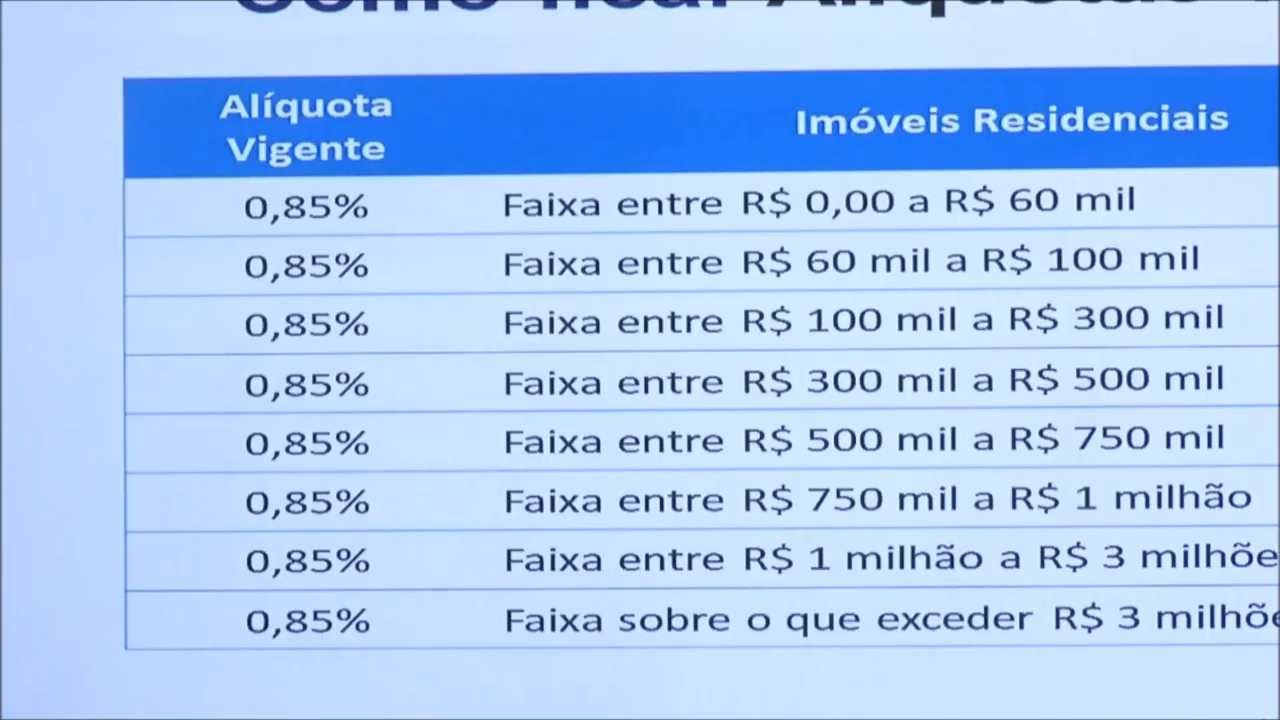 Alíquota
Vigente
Imóveis Residenciais
0,85% Faixa entre R$ 0,00 a R$ 60 mil
0,85% Faixa entre R$ 60 mil a R$ 100 mil
0,85% Faixa entre R$ 100 mil a R$ 300 mil
0,85% Faixa entre R$ 300 mil a R$ 500 mil
0,85% Faixa entre R$ 500 mil a R$ 750 mil
0,85% Faixa entre R$ 750 mil a R$ 1 milhão
0,85% Faixa entre R$ 1 milhão a R$ 3 milhõe
0,85% Faixa sobre o que exceder R$ 3 milhõe